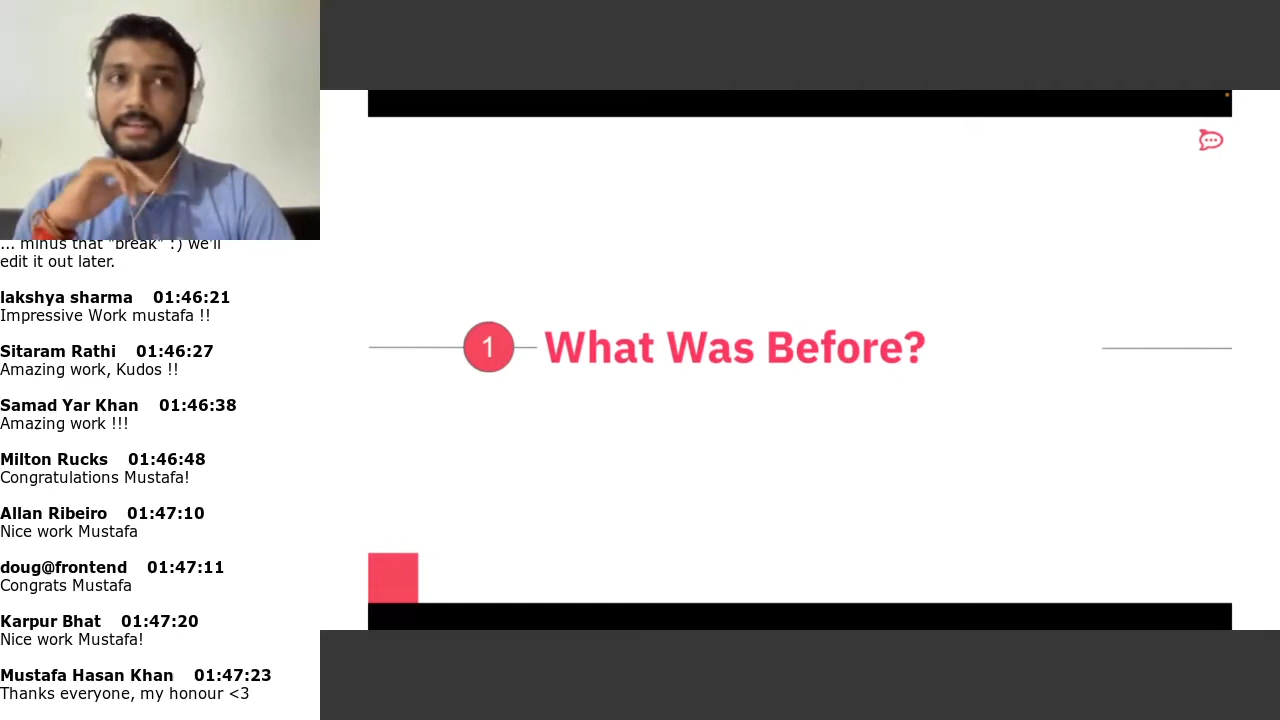 ... minus that "break" :) we'll
edit it out later.
lakshya sharma 01:46:21
Impressive Work mustafa !!
Sitaram Rathi 01:46:27
Amazing work, Kudos !!
Samad Yar Khan 01:46:38
Amazing work !!!
Milton Rucks 01:46:48
Congratulations Mustafa!
Allan Ribeiro 01:47:10
Nice work Mustafa
doug@frontend 01:47:11
Congrats Mustafa
Karpur Bhat 01:47:20
Nice work Mustafa!
Mustafa Hasan Khan 01:47:23
Thanks everyone, my honour <3
1 What Was Before?